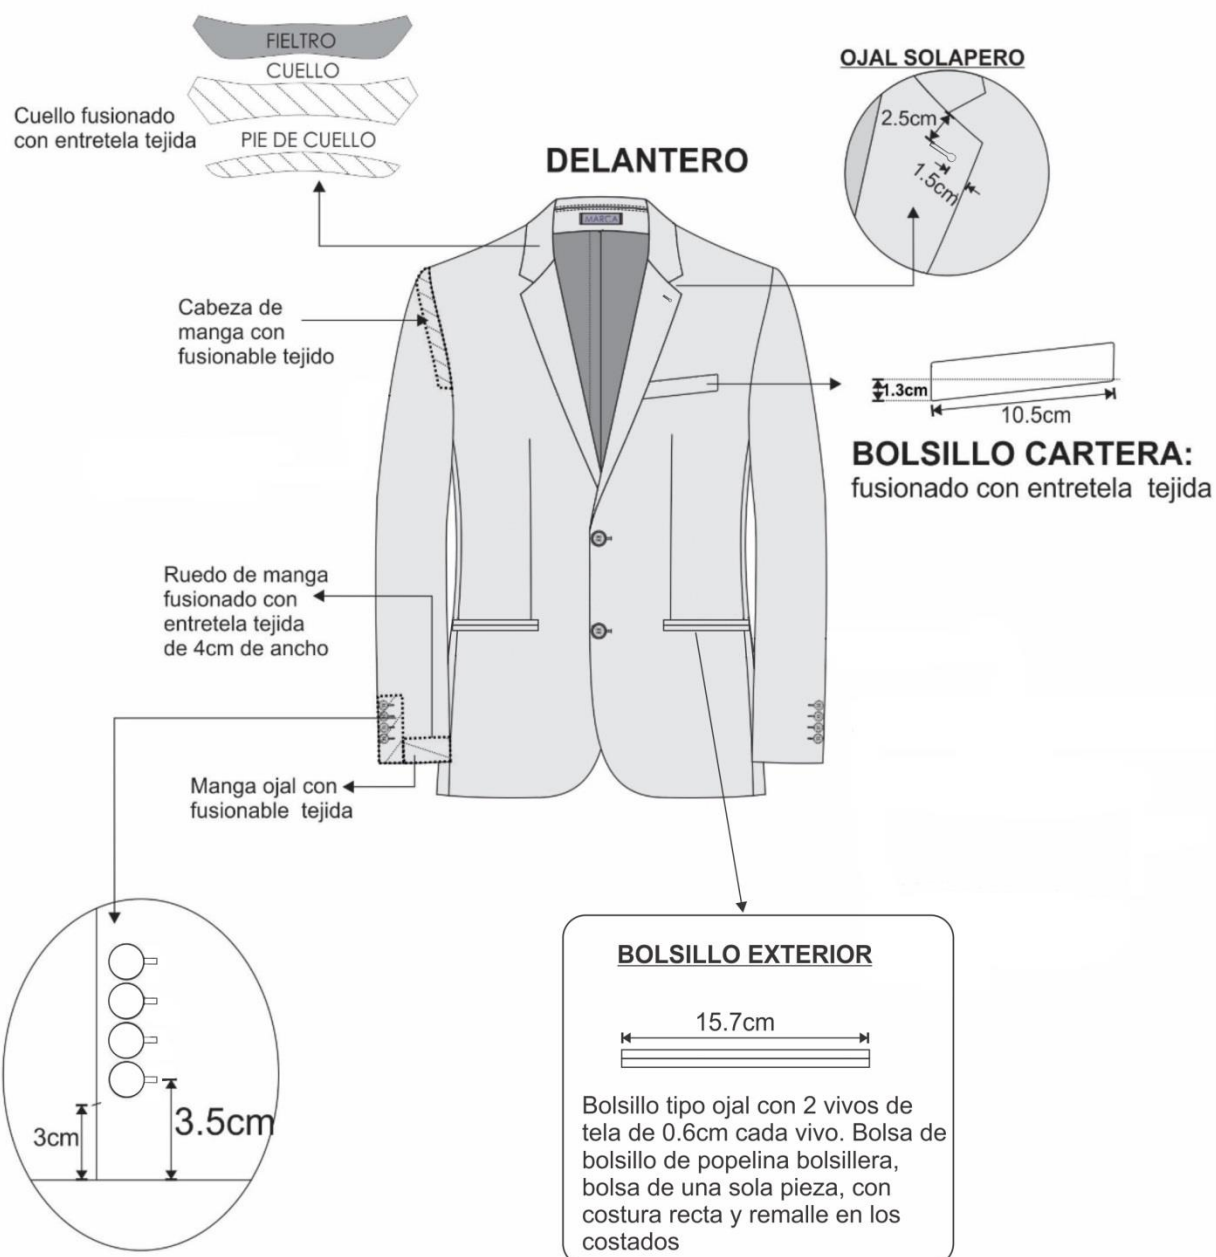 FIELTRO
CUELLO
Cuello fusionado
con entretela tejida
PIE DE CUELLO
DELANTERO
OJAL SOLAPERO
2.5cm
1.5cm
MARCA
Cabeza de
manga con
fusionable tejido
1.3cm
10.5cm
BOLSILLO CARTERA:
fusionado con entretela tejida
Ruedo de manga
fusionado con
entretela tejida
de 4cm de ancho
Manga ojal con
fusionable tejida
3cm
3.5cm
BOLSILLO EXTERIOR
15.7cm
Bolsillo tipo ojal con 2 vivos de
tela de 0.6cm cada vivo. Bolsa de
bolsillo de popelina bolsillera,
bolsa de una sola pieza, con
costura recta y remalle en los
costados